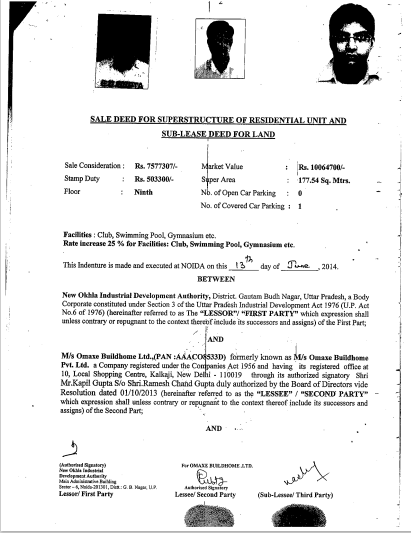 SALE DEED FOR SUPERSTRUCTURE OF RESIDENTIAL UNIT AND
SUB-LEASE DEED FOR LAND
Sale Consideration : Rs. 7577307/- Market Value : Rs. 10064700/-
Stamp Duty : Rs. 503300/- Super Area : 177.54 Sq. Mtrs.
Floor : Ninth No. of Open Car Parking : 0
No. of Covered Car Parking : 1
Facilities : Club, Swimming Pool, Gymnasium etc.
Rate increase 25 % for Facilities: Club, Swimming Pool, Gymnasium etc.
This Indenture is made and executed at NOIDA on this 13th day of June, 2014.
BETWEEN
New Okhla Industrial Development Authority, District. Gautam Budh Nagar, Uttar Pradesh, a Body
Corporate constituted under Section 3 of the Uttar Pradesh Industrial Development Act 1976 (U.P. Act
No.6 of 1976) (hereinafter referred to as The "LESSOR"/ "FIRST PARTY" which expression shall
unless contrary or repugnant to the context thereof include its successors and assigns) of the First Part;
AND
M/s Omaxe Buildhome Ltd.,(PAN :AAACO8533D) formerly known as M/s Omaxe Buildhome
Pvt. Ltd. a Company registered under the Companies Act 1956 and having its registered office at
10, Local Shopping Centre, Kalkaji, New Delhi - 110019 through its authorized signatory Shri
Mr.Kapil Gupta S/o Shri.Ramesh Chand Gupta duly authorized by the Board of Directors vide
Resolution dated 01/10/2013 (hereinafter referred to as the "LESSEE" / "SECOND PARTY"
which expression shall unless contrary or repugnant to the context thereof include its successors and
assigns) of the Second Part;
AND
(Authorized Signatory) For OMAXE BUILDHOME .LTD.
New Okhla Industrial
Development Authority
Main Administrative Building Authorised Signatory
Sector – 6, Noida-201301, Distt.: G. B. Nagar, U.P.
Lessor/ First Party Lessee/ Second Party (Sub-Lessee/ Third Party)